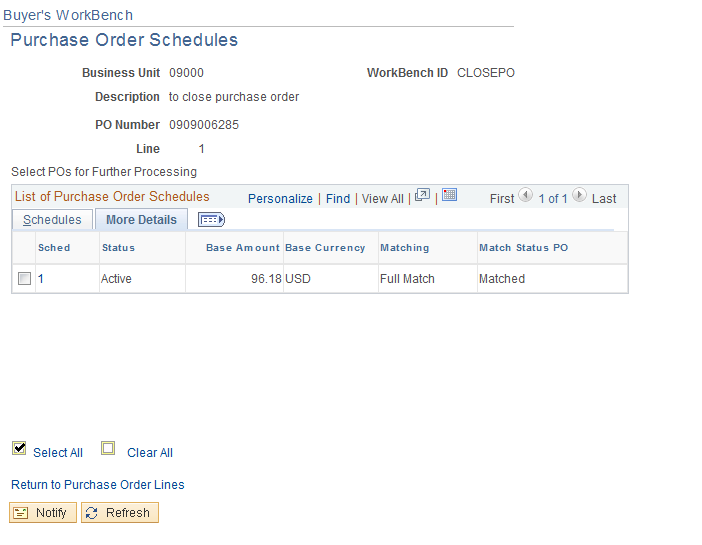 Buyer's WorkBench
Purchase Order Schedules
Business Unit 09000 WorkBench ID CLOSEPO
Description to close purchase order
PO Number 0909006285
Line 1
Select POs for Further Processing
List of Purchase Order Schedules Personalize | Find | View All | | First 1 of 1 Last
Schedules More Details
Sched Status Base Amount Base Currency Matching Match Status PO
1 Active 96.18 USD Full Match Matched
Select All Clear All
Return to Purchase Order Lines
Notify Refresh